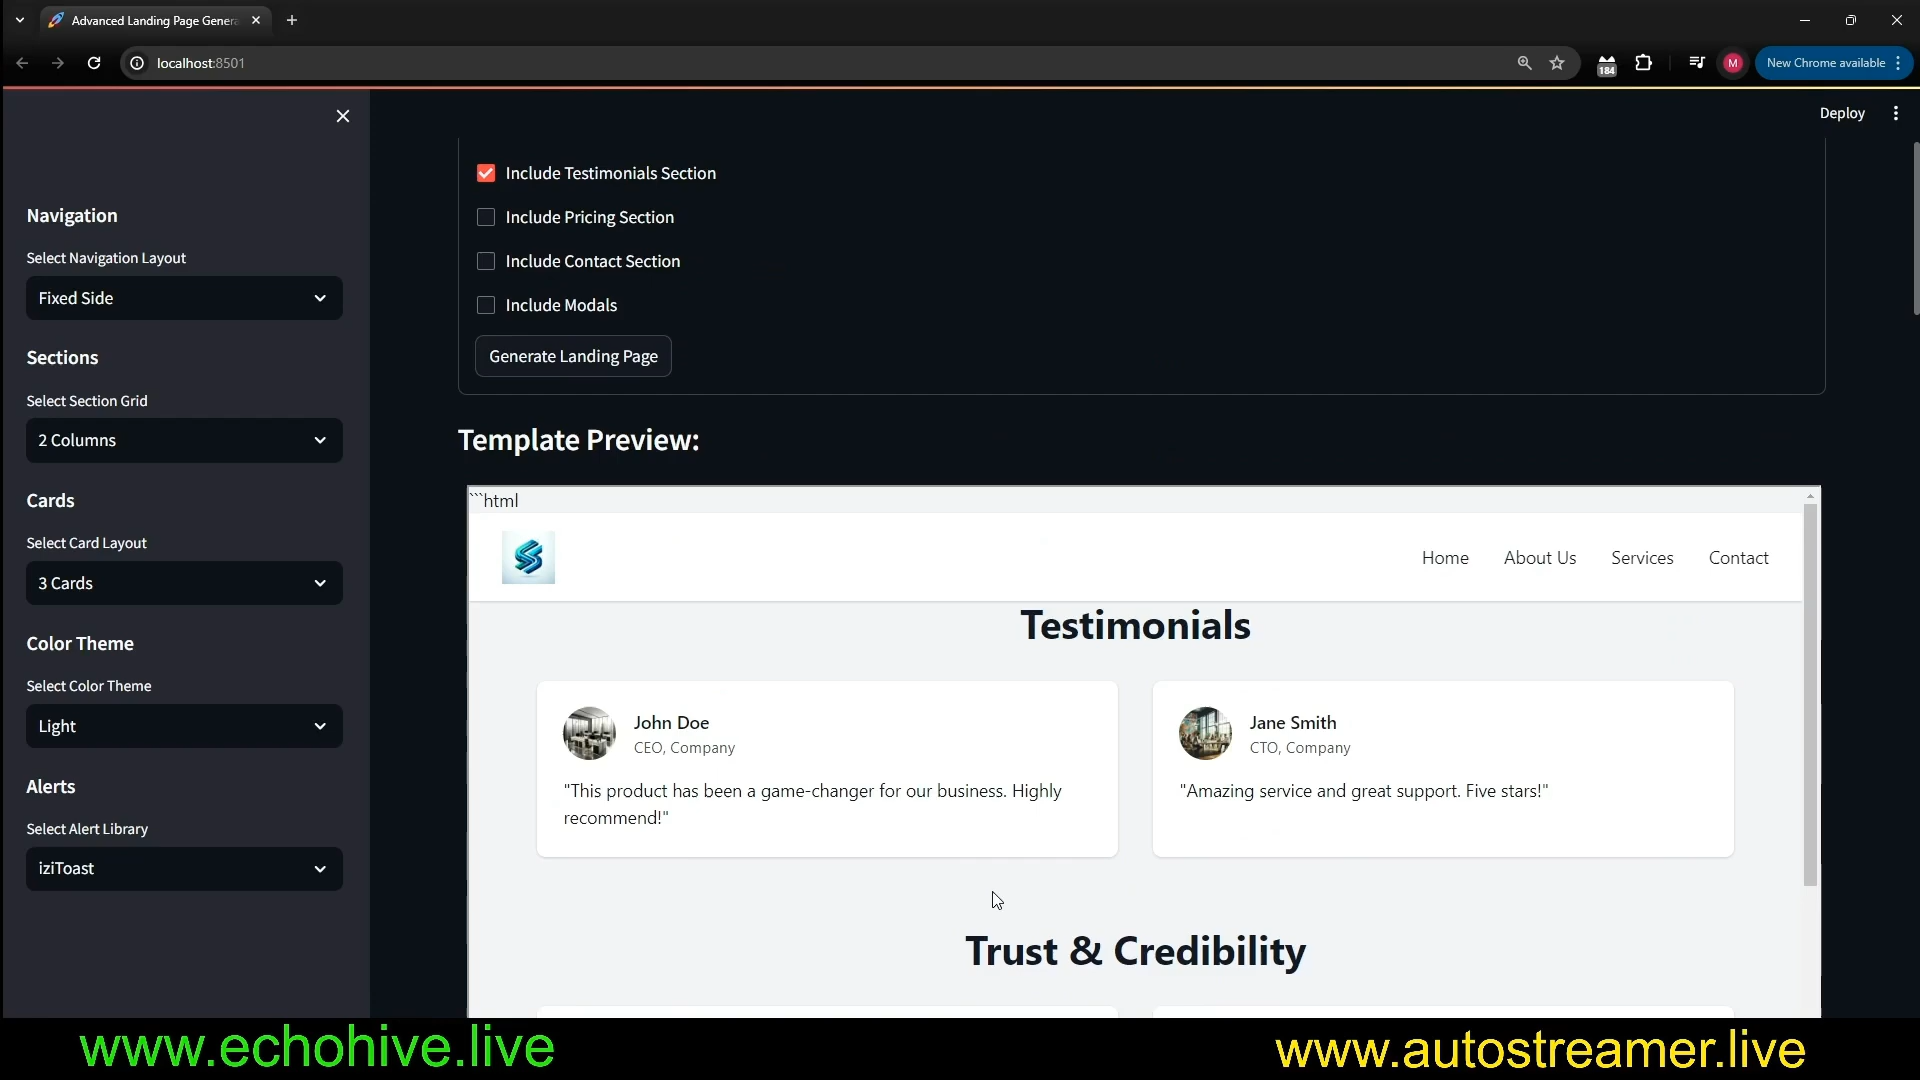 Advanced Landing Page Genera
localhost:8501
184
M
New Chrome available
Deploy
Navigation
Select Navigation Layout
Fixed Side
Sections
Select Section Grid
2 Columns
Cards
Select Card Layout
3 Cards
Color Theme
Select Color Theme
Light
Alerts
Select Alert Library
iziToast
Include Testimonials Section
Include Pricing Section
Include Contact Section
Include Modals
Generate Landing Page
Template Preview:
```html
Home About Us Services Contact
Testimonials
John Doe
CEO, Company
"This product has been a game-changer for our business. Highly
recommend!"
Jane Smith
CTO, Company
"Amazing service and great support. Five stars!"
Trust & Credibility
www.echohive.live
www.autostreamer.live